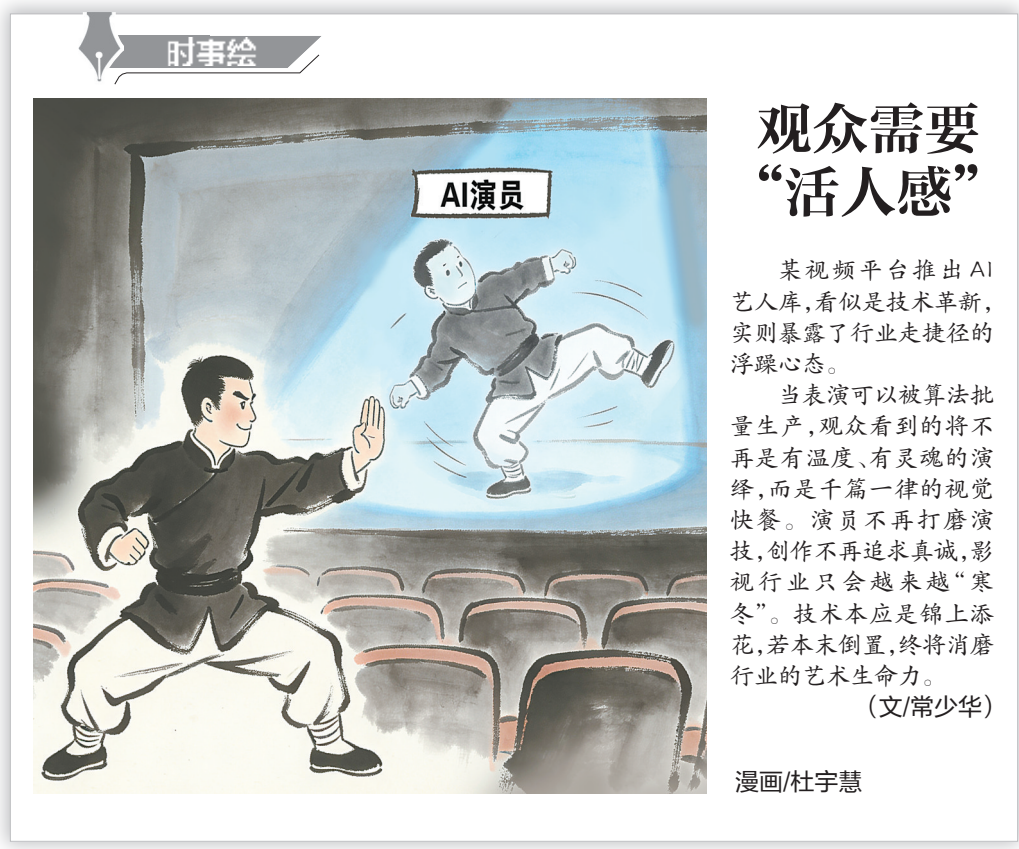 时事绘
AI演员
观众需要
“活人感”
某视频平台推出AI
艺人库,看似是技术革新,
实则暴露了行业走捷径的
浮躁心态。
当表演可以被算法批
量生产,观众看到的将不
再是有温度、有灵魂的演
绎,而是千篇一律的视觉
快餐。演员不再打磨演
技,创作不再追求真诚,影
视行业只会越来越“寒
冬”。技术本应是锦上添
花,若本末倒置,终将消磨
行业的艺术生命力。
(文/常少华)
漫画/杜宇慧